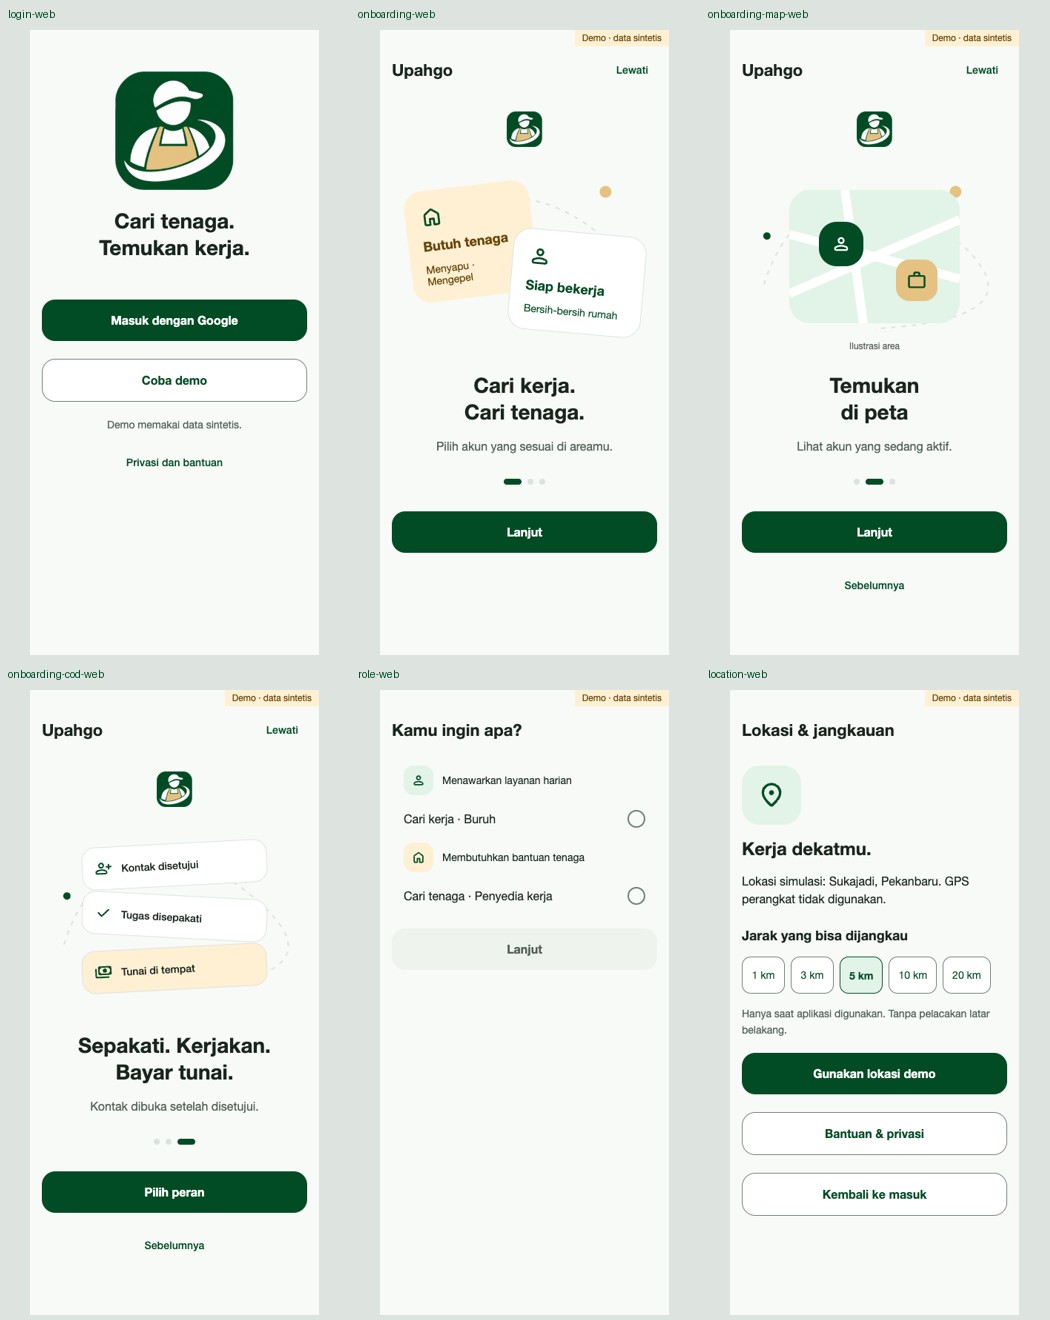 login-web
Cari tenaga.
Temukan kerja.
Masuk dengan Google
Coba demo
Demo memakai data sintetis.
Privasi dan bantuan
onboarding-web
Demo · data sintetis
Upahgo
Lewati
Butuh tenaga
Menyapu ·
Mengepel
Siap bekerja
Bersih-bersih rumah
Cari kerja.
Cari tenaga.
Pilih akun yang sesuai di areamu.
Lanjut
onboarding-map-web
Demo · data sintetis
Upahgo
Lewati
Ilustrasi area
Temukan
di peta
Lihat akun yang sedang aktif.
Lanjut
Sebelumnya
onboarding-cod-web
Demo · data sintetis
Upahgo
Lewati
Kontak disetujui
Tugas disepakati
Tunai di tempat
Sepakati. Kerjakan.
Bayar tunai.
Kontak dibuka setelah disetujui.
Pilih peran
Sebelumnya
role-web
Demo · data sintetis
Kamu ingin apa?
Menawarkan layanan harian
Cari kerja · Buruh
Membutuhkan bantuan tenaga
Cari tenaga · Penyedia kerja
Lanjut
location-web
Demo · data sintetis
Lokasi & jangkauan
Kerja dekatmu.
Lokasi simulasi: Sukajadi, Pekanbaru. GPS
perangkat tidak digunakan.
Jarak yang bisa dijangkau
1 km 3 km 5 km 10 km 20 km
Hanya saat aplikasi digunakan. Tanpa pelacakan latar
belakang.
Gunakan lokasi demo
Bantuan & privasi
Kembali ke masuk